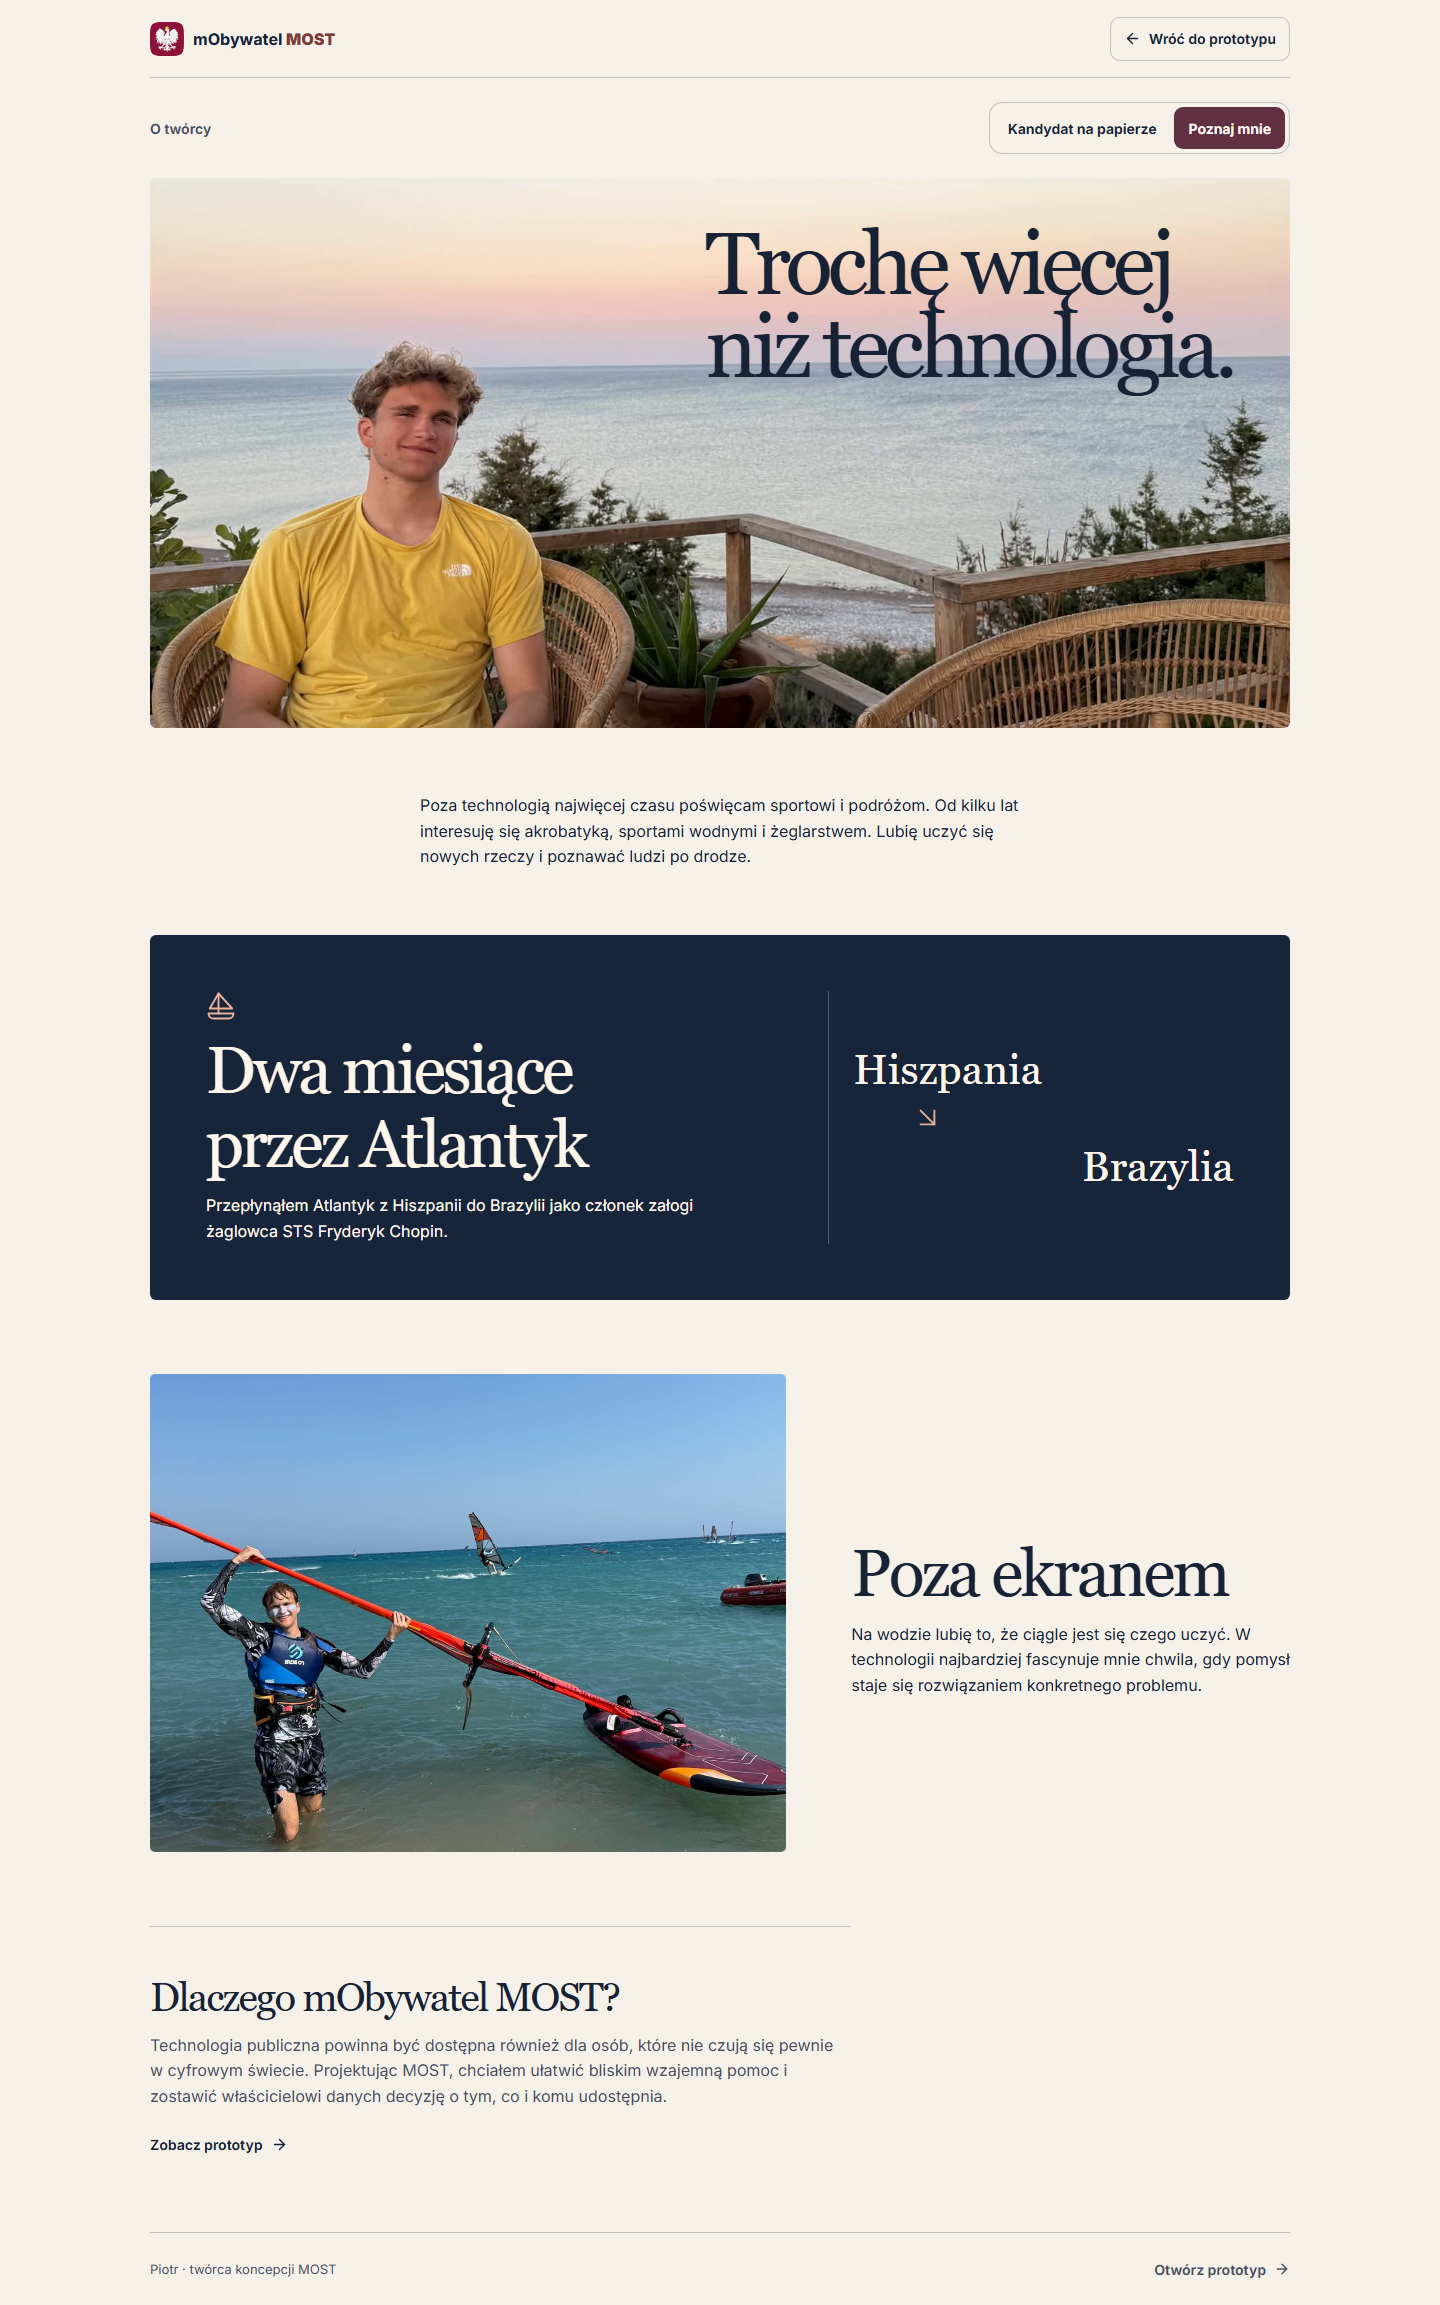 mObywatel MOST
Wróć do prototypu
O twórcy
Kandydat na papierze
Poznaj mnie
Trochę więcej
niż technologia.
Poza technologią najwięcej czasu poświęcam sportowi i podróżom. Od kilku lat
interesuję się akrobatyką, sportami wodnymi i żeglarstwem. Lubię uczyć się
nowych rzeczy i poznawać ludzi po drodze.
Dwa miesiące
przez Atlantyk
Przepłynąłem Atlantyk z Hiszpanii do Brazylii jako członek załogi
żaglowca STS Fryderyk Chopin.
Hiszpania
Brazylia
Poza ekranem
Na wodzie lubię to, że ciągle jest się czego uczyć. W
technologii najbardziej fascynuje mnie chwila, gdy pomysł
staje się rozwiązaniem konkretnego problemu.
Dlaczego mObywatel MOST?
Technologia publiczna powinna być dostępna również dla osób, które nie czują się pewnie
w cyfrowym świecie. Projektując MOST, chciałem ułatwić bliskim wzajemną pomoc i
zostawić właścicielowi danych decyzję o tym, co i komu udostępnia.
Zobacz prototyp
Piotr · twórca koncepcji MOST
Otwórz prototyp